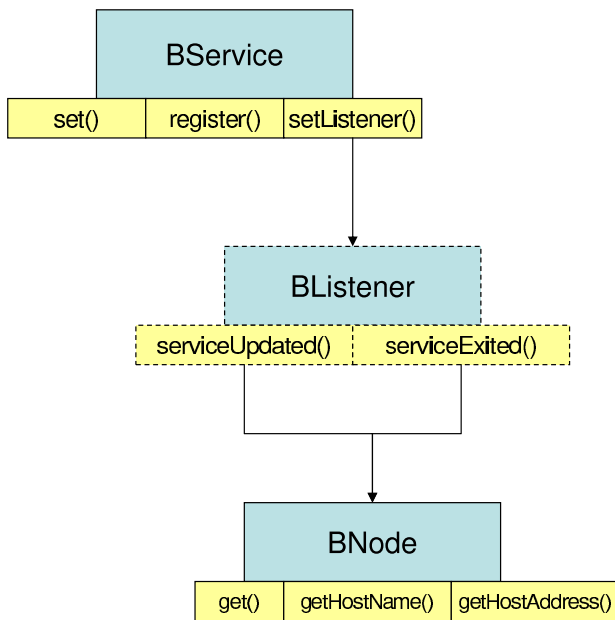 BService
set() register() setListener()
BListener
serviceUpdated() serviceExited()
BNode
get() getHostName() getHostAddress()